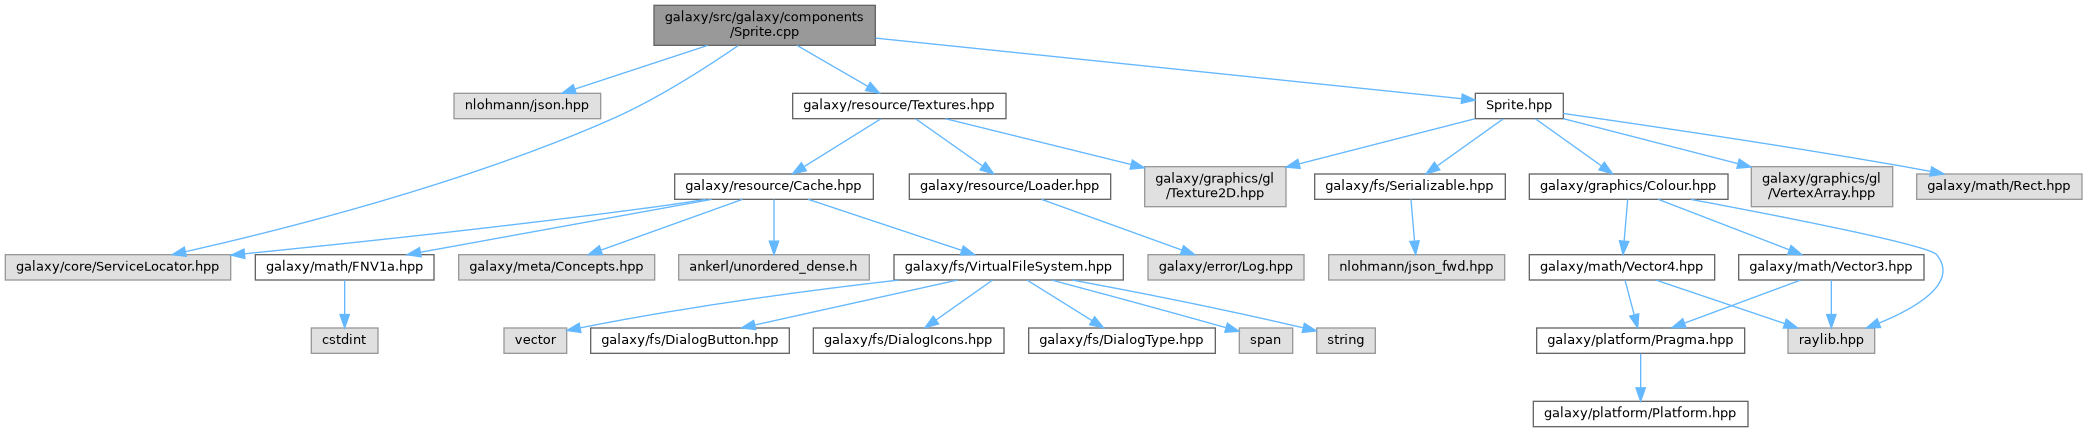 galaxy/src/galaxy/components
/Sprite.cpp
nlohmann/json.hpp
galaxy/resource/Textures.hpp
Sprite.hpp
galaxy/resource/Cache.hpp
galaxy/resource/Loader.hpp
galaxy/graphics/gl
/Texture2D.hpp
galaxy/fs/Serializable.hpp
galaxy/graphics/Colour.hpp
galaxy/graphics/gl
/VertexArray.hpp
galaxy/math/Rect.hpp
galaxy/core/ServiceLocator.hpp
galaxy/math/FNV1a.hpp
galaxy/meta/Concepts.hpp
ankerl/unordered_dense.h
galaxy/fs/VirtualFileSystem.hpp
galaxy/error/Log.hpp
nlohmann/json_fwd.hpp
galaxy/math/Vector4.hpp
galaxy/math/Vector3.hpp
cstdint
vector
galaxy/fs/DialogButton.hpp
galaxy/fs/DialogIcons.hpp
galaxy/fs/DialogType.hpp
span
string
galaxy/platform/Pragma.hpp
raylib.hpp
galaxy/platform/Platform.hpp